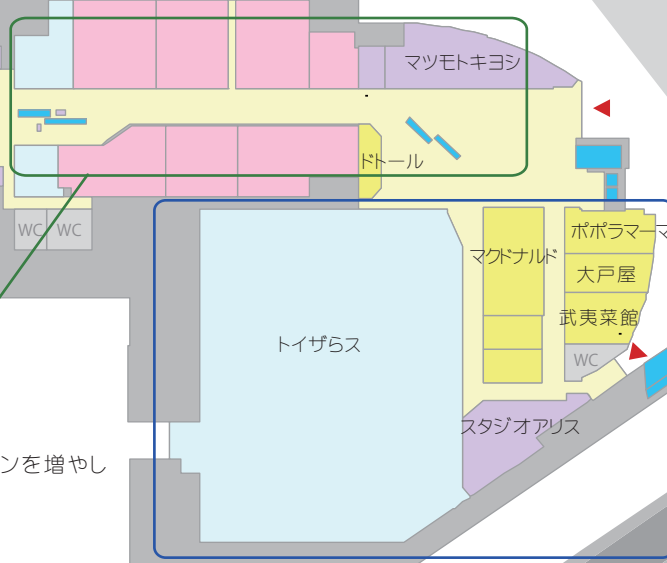 マツモトキヨシ
ドトール
WC
WC
ポポラマーマ
マクドナルド
大戸屋
武夷菜館
トイザらス
WC
スタジオアリス
ンを増やし